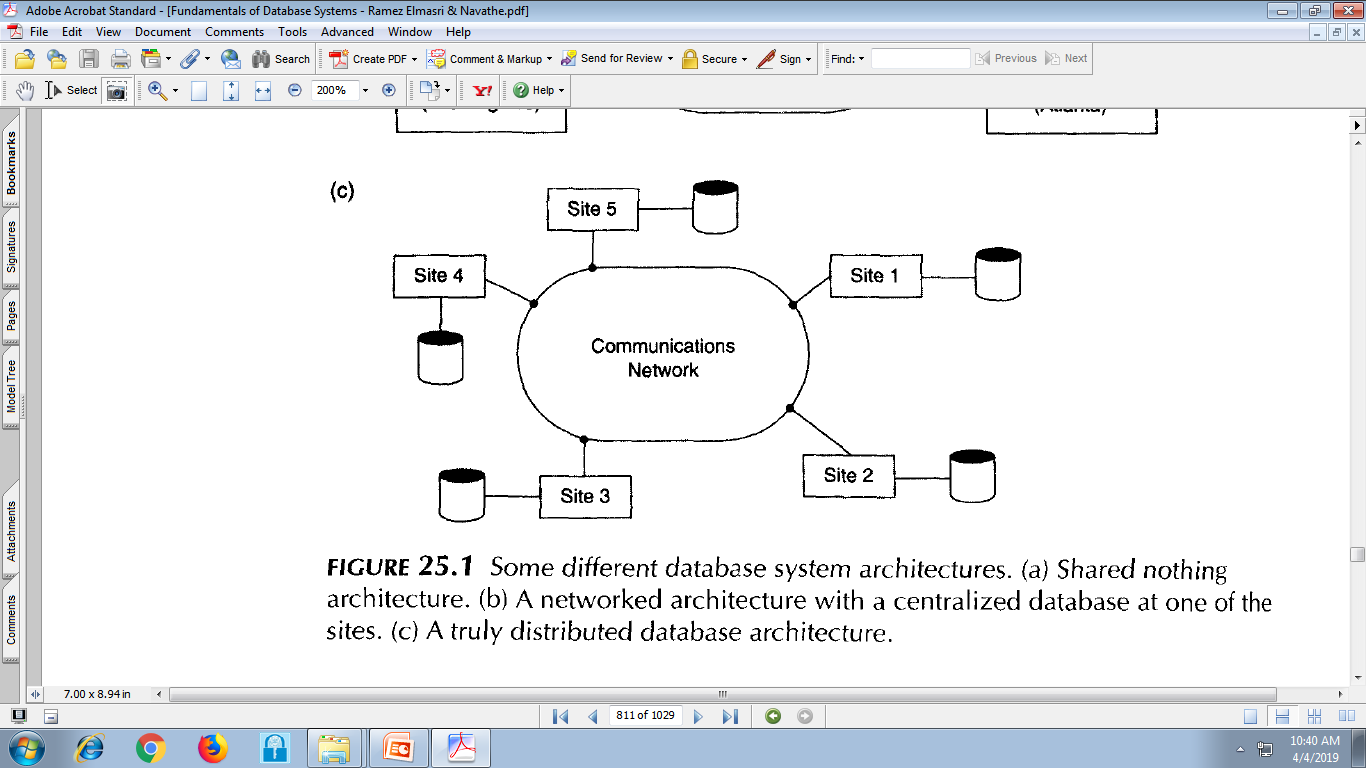 Adobe Acrobat Standard - [Fundamentals of Database Systems - Ramez Elmasri & Navathe.pdf]
File Edit View Document Comments Tools Advanced Window Help
Search Create PDF Comment & Markup Send for Review Secure Sign Find: Previous Next
Select 200% Y! Help
Bookmarks
Signatures
Pages
Model Tree
Attachments
Comments
(c)
Site 5
Site 4
Site 1
Communications
Network
Site 2
Site 3
FIGURE 25.1 Some different database system architectures. (a) Shared nothing
architecture. (b) A networked architecture with a centralized database at one of the
sites. (c) A truly distributed database architecture.
7.00 x 8.94 in
811 of 1029
10:40 AM
4/4/2019